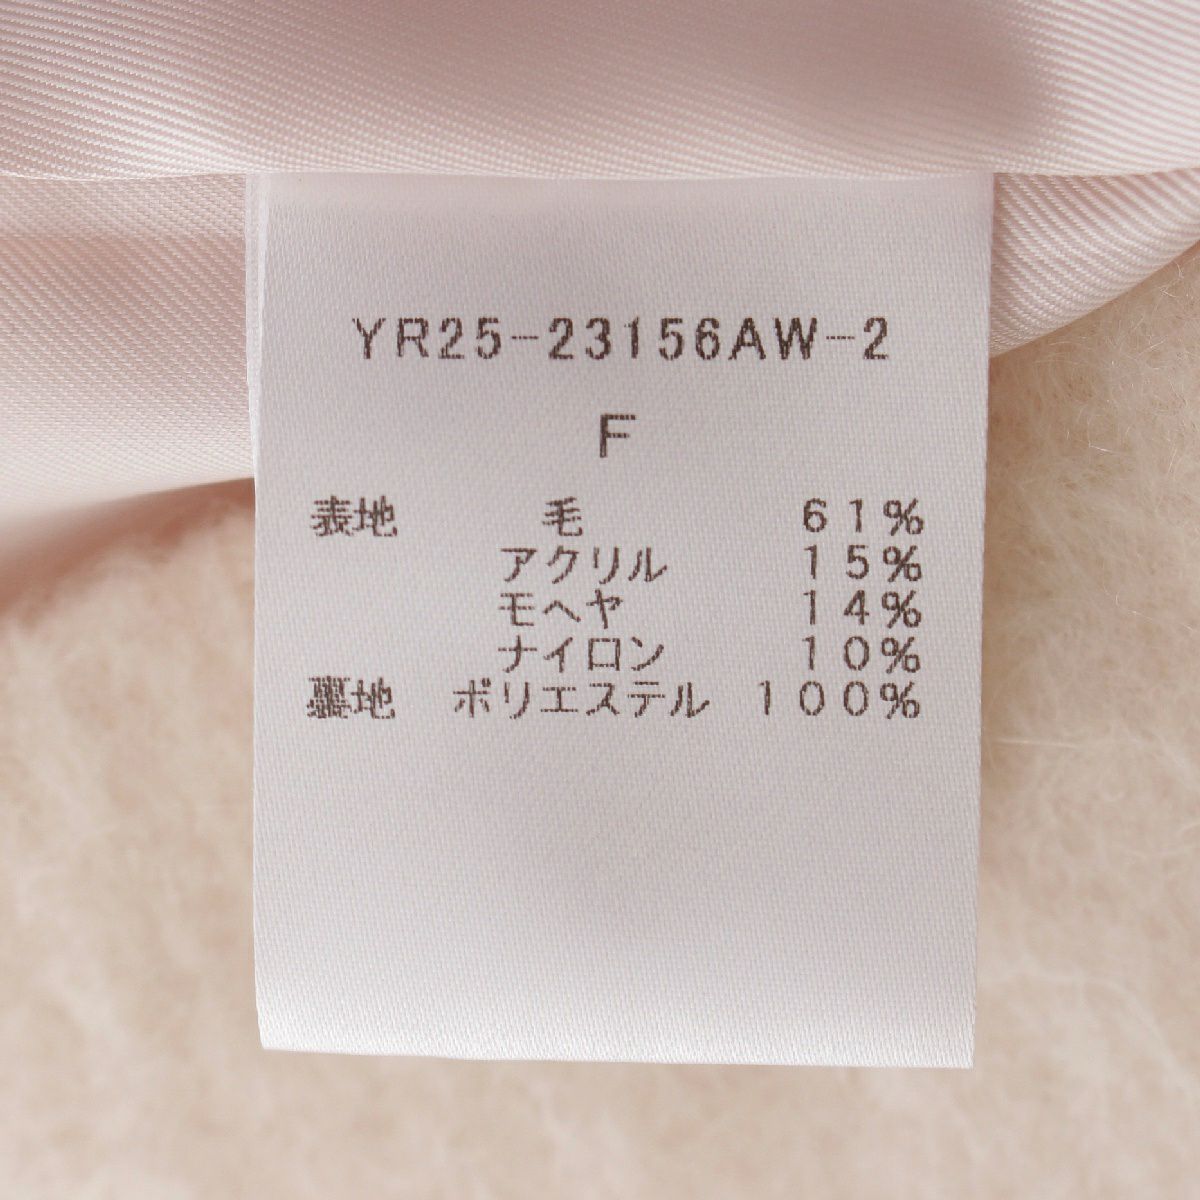 YR25-23156AW-2
F
表地 毛 61%
アクリル 15%
モヘヤ 14%
ナイロン 10%
裏地 ポリエステル 100%